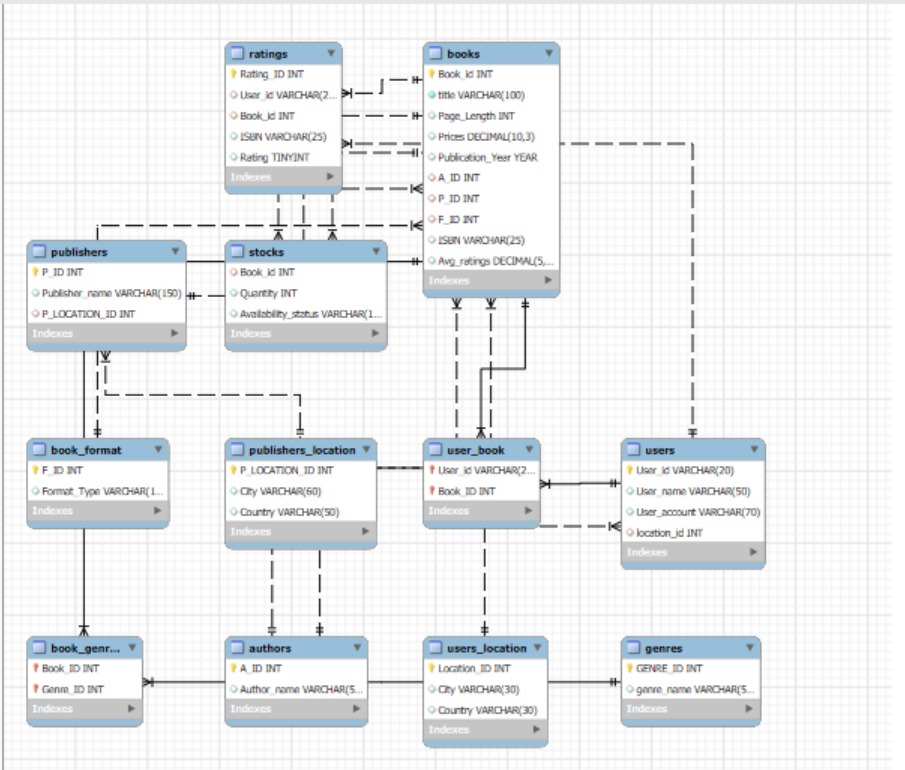 ratings
Rating_ID INT
User_id VARCHAR(2...
Book_id INT
ISBN VARCHAR(25)
Rating TINYINT
Indexes
books
Book_id INT
title VARCHAR(100)
Page_Length INT
Prices DECIMAL(10,3)
Publication_Year YEAR
A_ID INT
P_ID INT
F_ID INT
ISBN VARCHAR(25)
Avg_ratings DECIMAL(5,...
Indexes
publishers
P_ID INT
Publisher_name VARCHAR(150)
P_LOCATION_ID INT
Indexes
stocks
Book_id INT
Quantity INT
Availability_status VARCHAR(1...
Indexes
book_format
F_ID INT
Format_Type VARCHAR(1...
Indexes
publishers_location
P_LOCATION_ID INT
City VARCHAR(60)
Country VARCHAR(50)
Indexes
user_book
User_id VARCHAR(2...
Book_ID INT
Indexes
users
User_id VARCHAR(20)
User_name VARCHAR(50)
User_account VARCHAR(70)
location_id INT
Indexes
book_genr...
Book_ID INT
Genre_ID INT
Indexes
authors
A_ID INT
Author_name VARCHAR(5...
Indexes
users_location
Location_ID INT
City VARCHAR(30)
Country VARCHAR(30)
Indexes
genres
GENRE_ID INT
genre_name VARCHAR(5...
Indexes